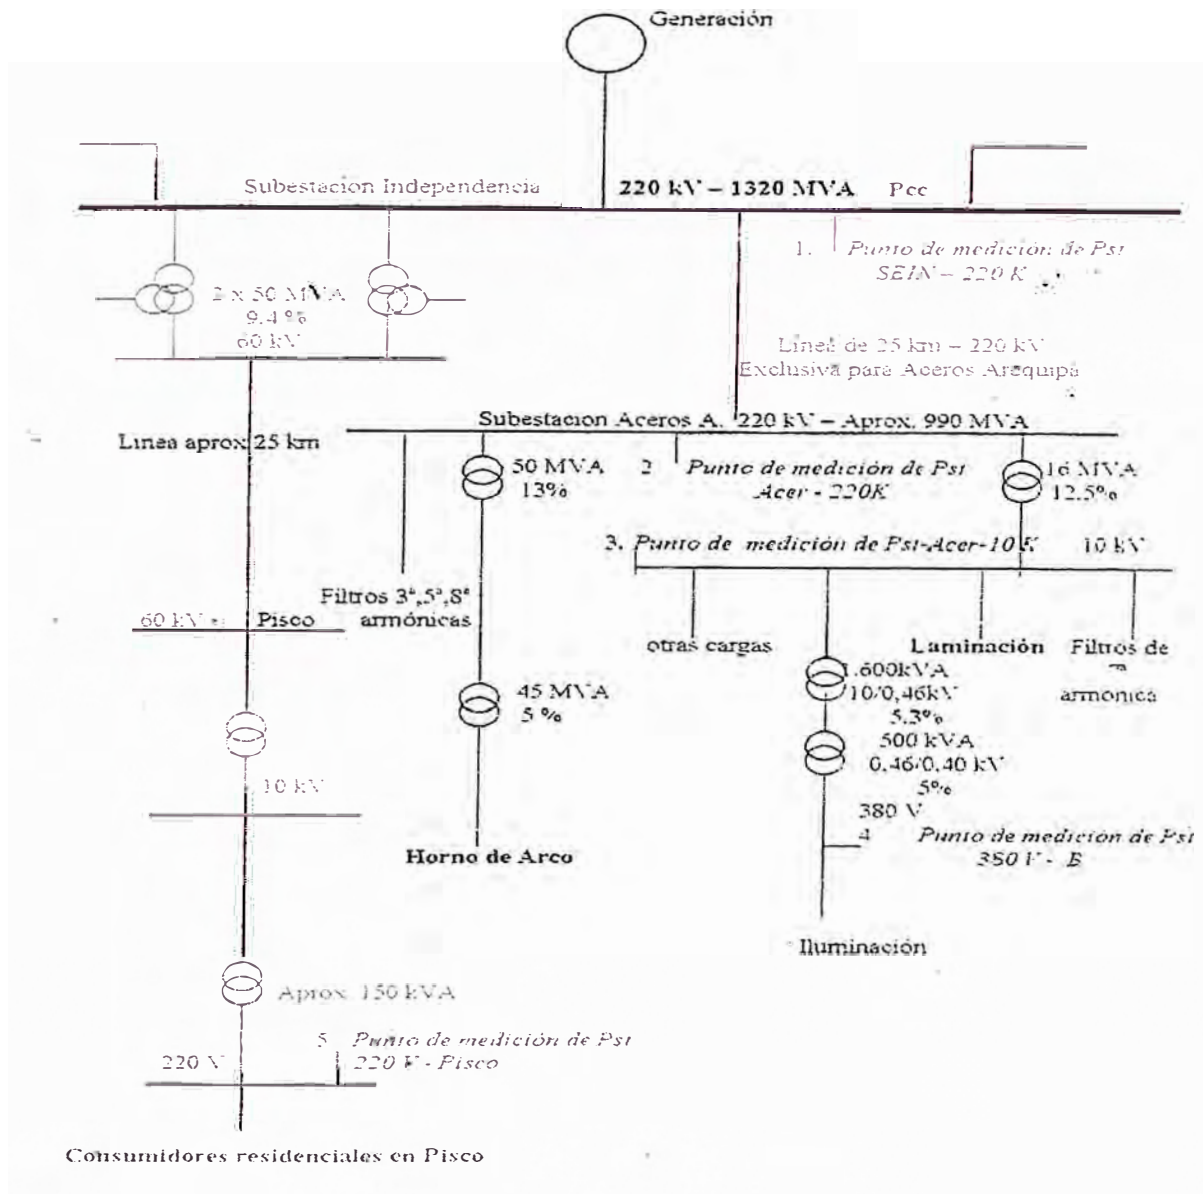 Generación
Subestacion Independencia 220 kV – 1320 MVA Pcc
1. Punto de medición de Pst
SEIN – 220 K
2 x 50 MVA
9.4 %
60 kV
Línea de 25 km – 220 kV
Exclusiva para Aceros Arequipa
Subestacion Aceros A. 220 kV – Aprox. 990 MVA
Línea aprox 25 km
50 MVA
13%
2 Punto de medición de Pst
Acer - 220K
16 MVA
12.5%
3. Punto de medición de Pst-Acer-10 K 10 kV
Filtros 3ª,5ª,8ª
armónicas
60 kV Pisco
otras cargas
Laminación
Filtros de
armónica
45 MVA
5 %
1.600kVA
10/0,46kV
5.3%
500 kVA
0.46/0.40 kV
5%
10 kV
380 V
4 Punto de medición de Pst
380 V - B
Horno de Arco
Iluminación
Aprox. 150 kVA
5 Punto de medición de Pst
220 V - Pisco
220 V
Consumidores residenciales en Pisco